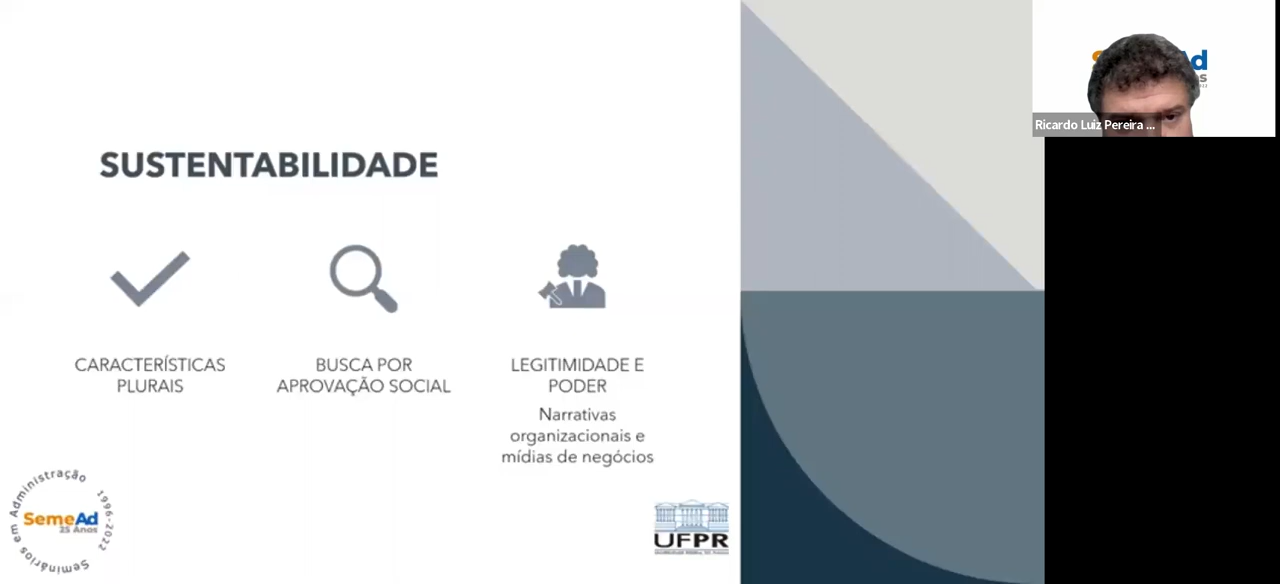 SUSTENTABILIDADE
CARACTERÍSTICAS
PLURAIS
BUSCA POR
APROVAÇÃO SOCIAL
LEGITIMIDADE E
PODER
Narrativas
organizacionais e
mídias de negócios
Seminários em Administração 1996-2022
SemeAd
25 Anos
UFPR
Ricardo Luiz Pereira ...